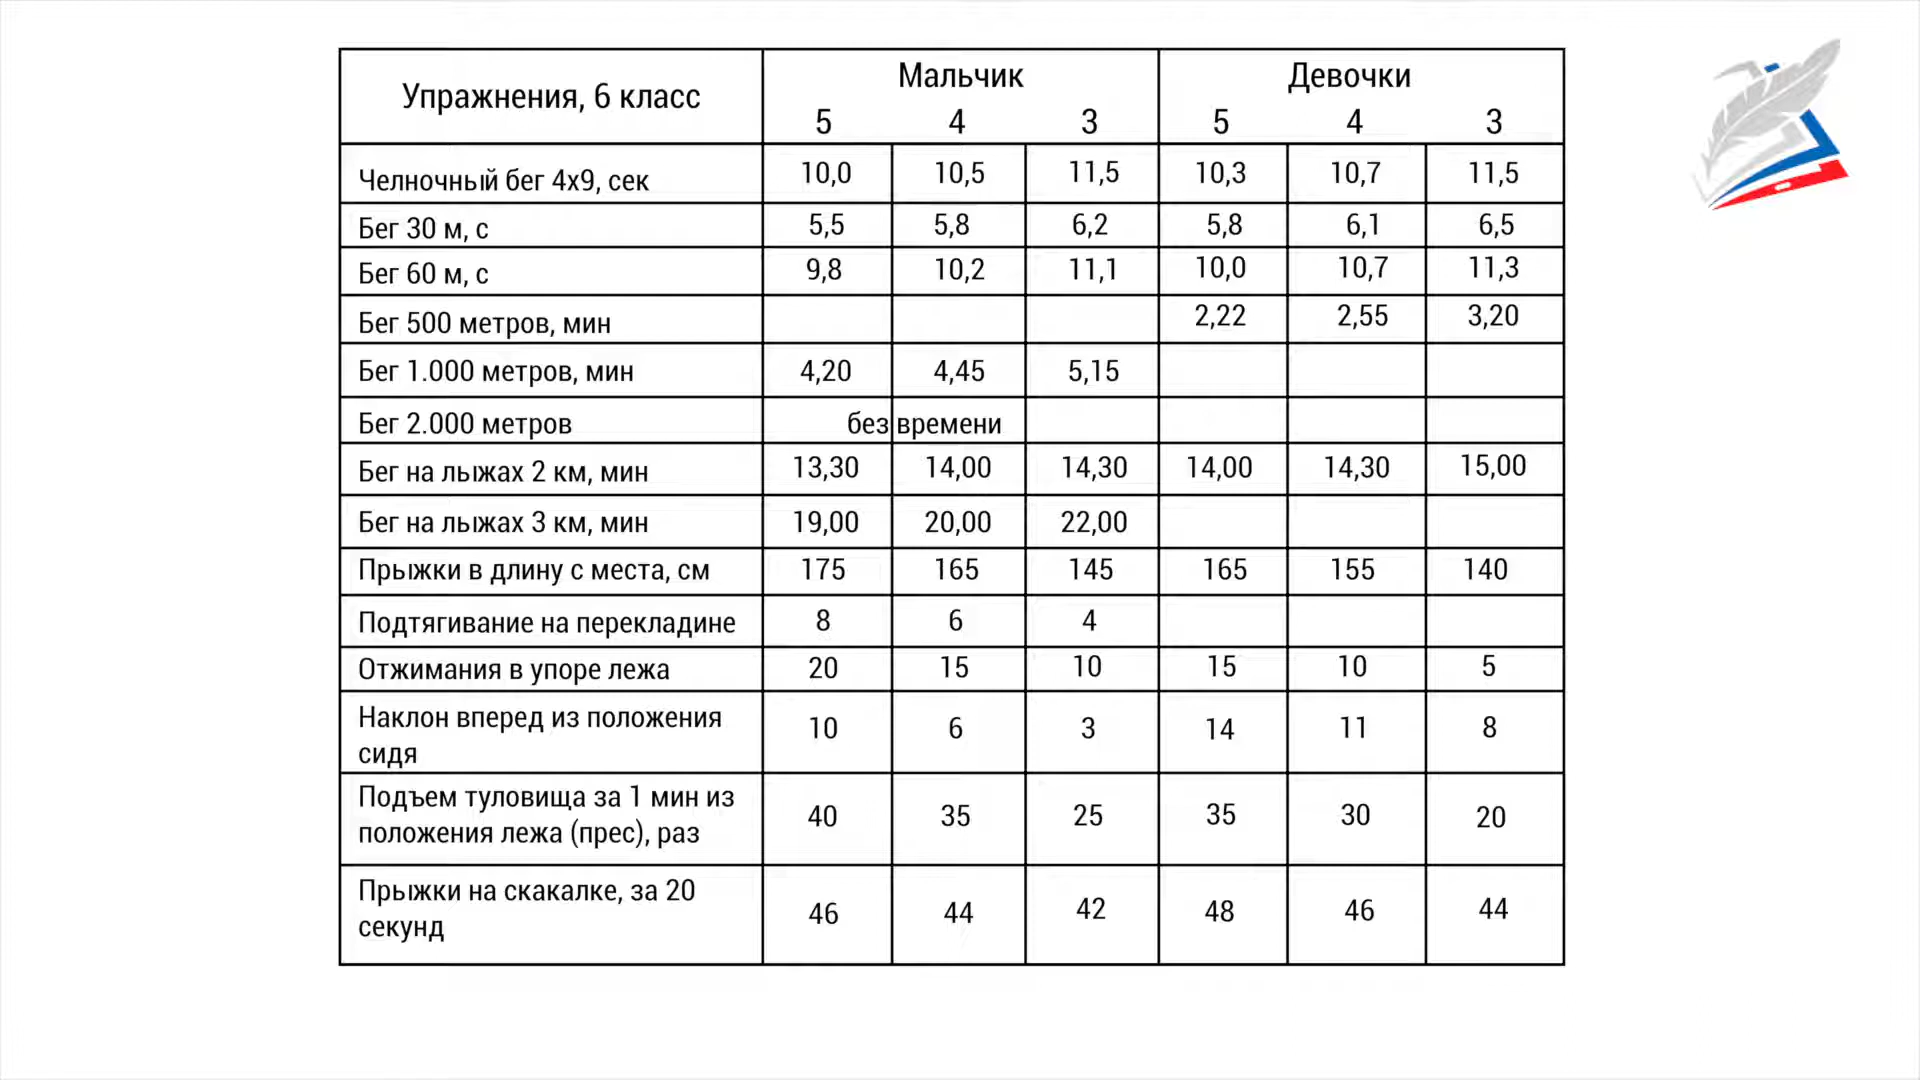 Упражнения, 6 класс Мальчик Девочки
5 4 3 5 4 3
Челночный бег 4х9, сек 10,0 10,5 11,5 10,3 10,7 11,5
Бег 30 м, с 5,5 5,8 6,2 5,8 6,1 6,5
Бег 60 м, с 9,8 10,2 11,1 10,0 10,7 11,3
Бег 500 метров, мин 2,22 2,55 3,20
Бег 1.000 метров, мин 4,20 4,45 5,15
Бег 2.000 метров без времени
Бег на лыжах 2 км, мин 13,30 14,00 14,30 14,00 14,30 15,00
Бег на лыжах 3 км, мин 19,00 20,00 22,00
Прыжки в длину с места, см 175 165 145 165 155 140
Подтягивание на перекладине 8 6 4
Отжимания в упоре лежа 20 15 10 15 10 5
Наклон вперед из положения
сидя 10 6 3 14 11 8
Подъем туловища за 1 мин из
положения лежа (прес), раз 40 35 25 35 30 20
Прыжки на скакалке, за 20
секунд 46 44 42 48 46 44